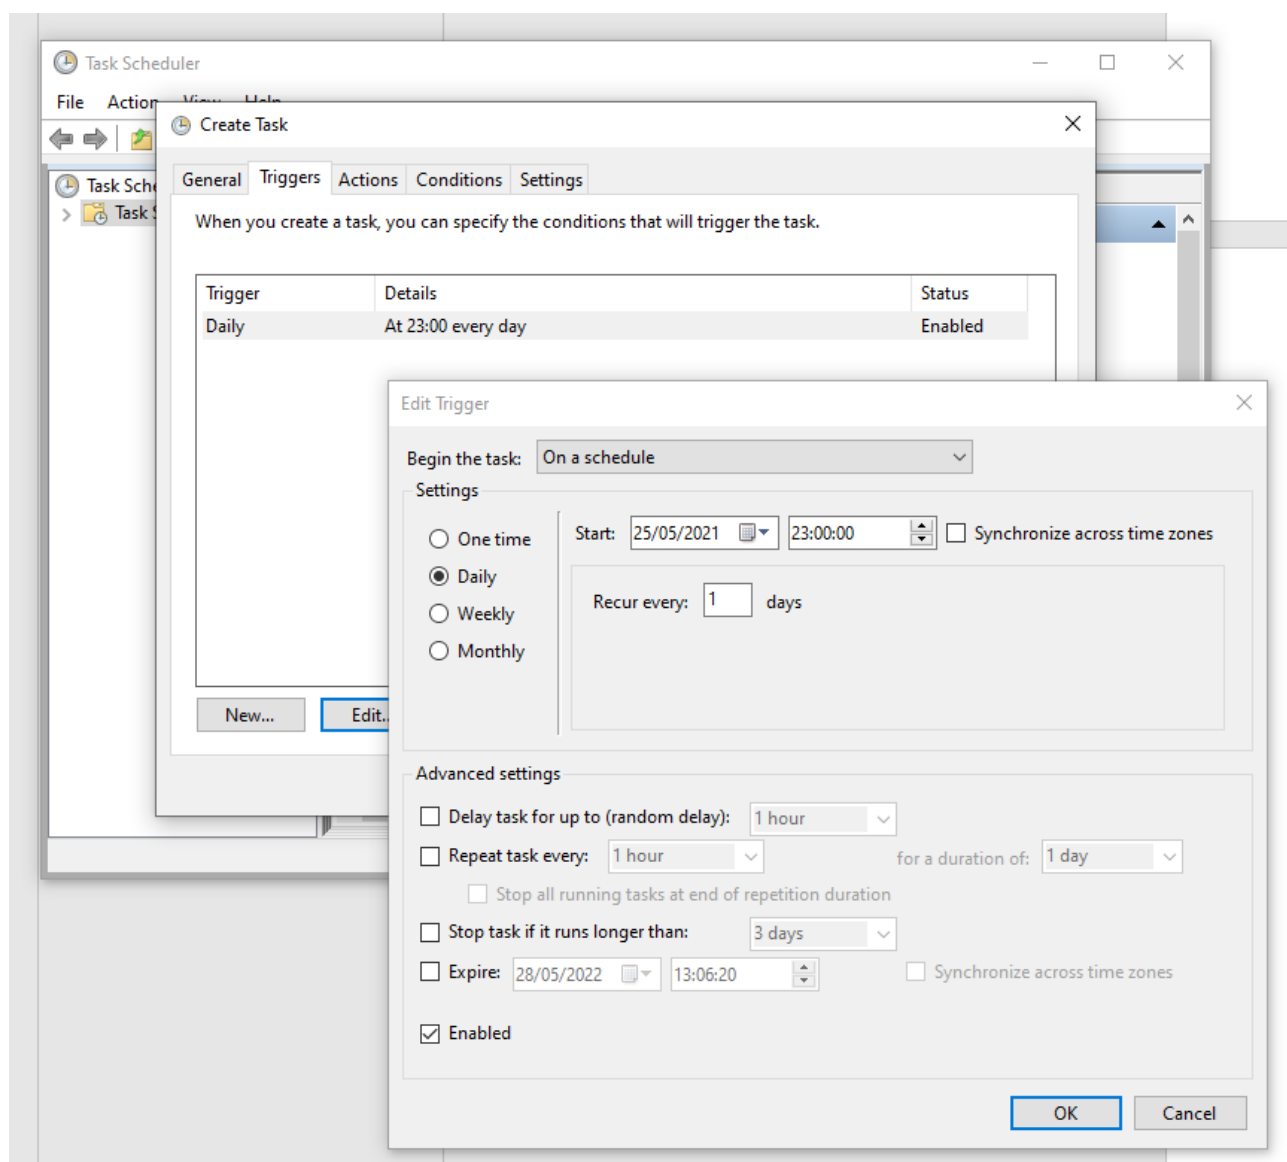 Task Scheduler
File Action View Help
Create Task
Task Sche
Task S
General Triggers Actions Conditions Settings
When you create a task, you can specify the conditions that will trigger the task.
Trigger Details Status
Daily At 23:00 every day Enabled
New... Edit..
Edit Trigger
Begin the task: On a schedule
Settings
One time
Daily
Weekly
Monthly
Start: 25/05/2021 23:00:00 Synchronize across time zones
Recur every: 1 days
Advanced settings
Delay task for up to (random delay): 1 hour
Repeat task every: 1 hour for a duration of: 1 day
Stop all running tasks at end of repetition duration
Stop task if it runs longer than: 3 days
Expire: 28/05/2022 13:06:20 Synchronize across time zones
Enabled
OK Cancel